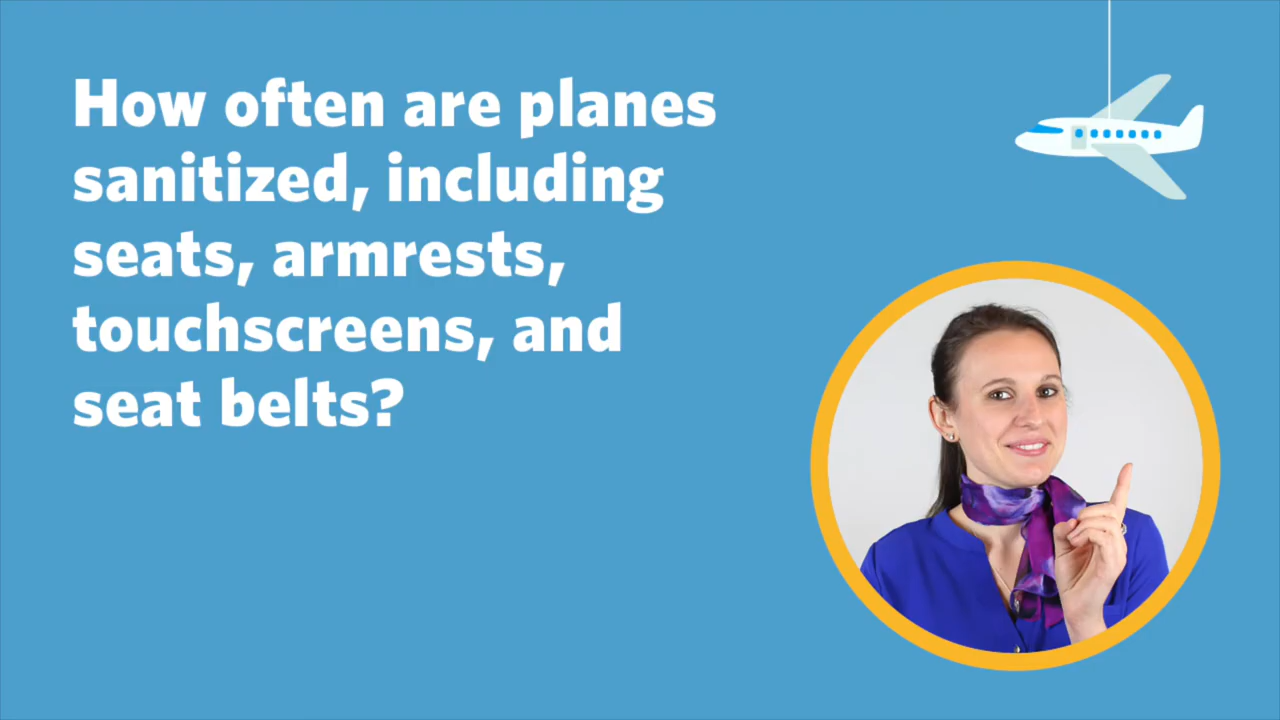 How often are planes
sanitized, including
seats, armrests,
touchscreens, and
seat belts?